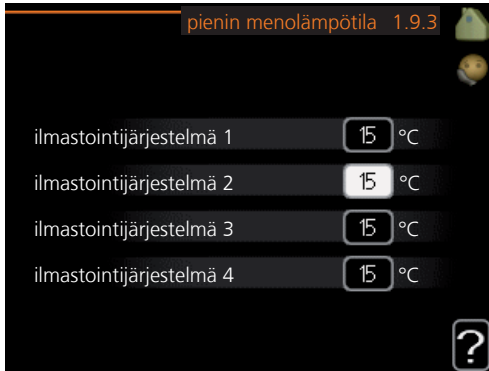 pienin menolämpötila 1.9.3
ilmastointijärjestelmä 1 15 °C
ilmastointijärjestelmä 2 15 °C
ilmastointijärjestelmä 3 15 °C
ilmastointijärjestelmä 4 15 °C
?